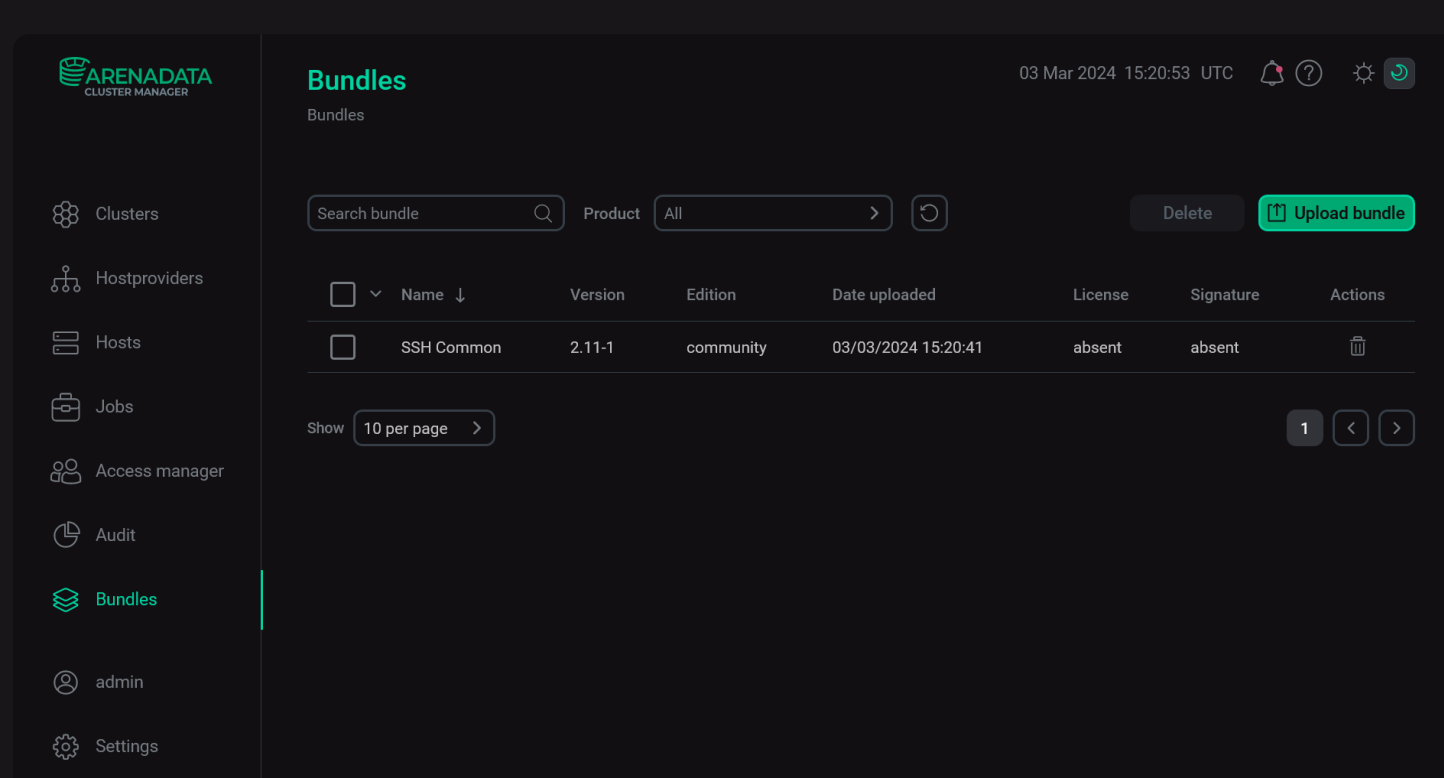 ARENADATA
CLUSTER MANAGER
Bundles
Bundles
03 Mar 2024 15:20:53 UTC
Clusters
Hostproviders
Hosts
Jobs
Access manager
Audit
Bundles
admin
Settings
Search bundle Product All Delete Upload bundle
Name Version Edition Date uploaded License Signature Actions
SSH Common 2.11-1 community 03/03/2024 15:20:41 absent absent
Show 10 per page 1